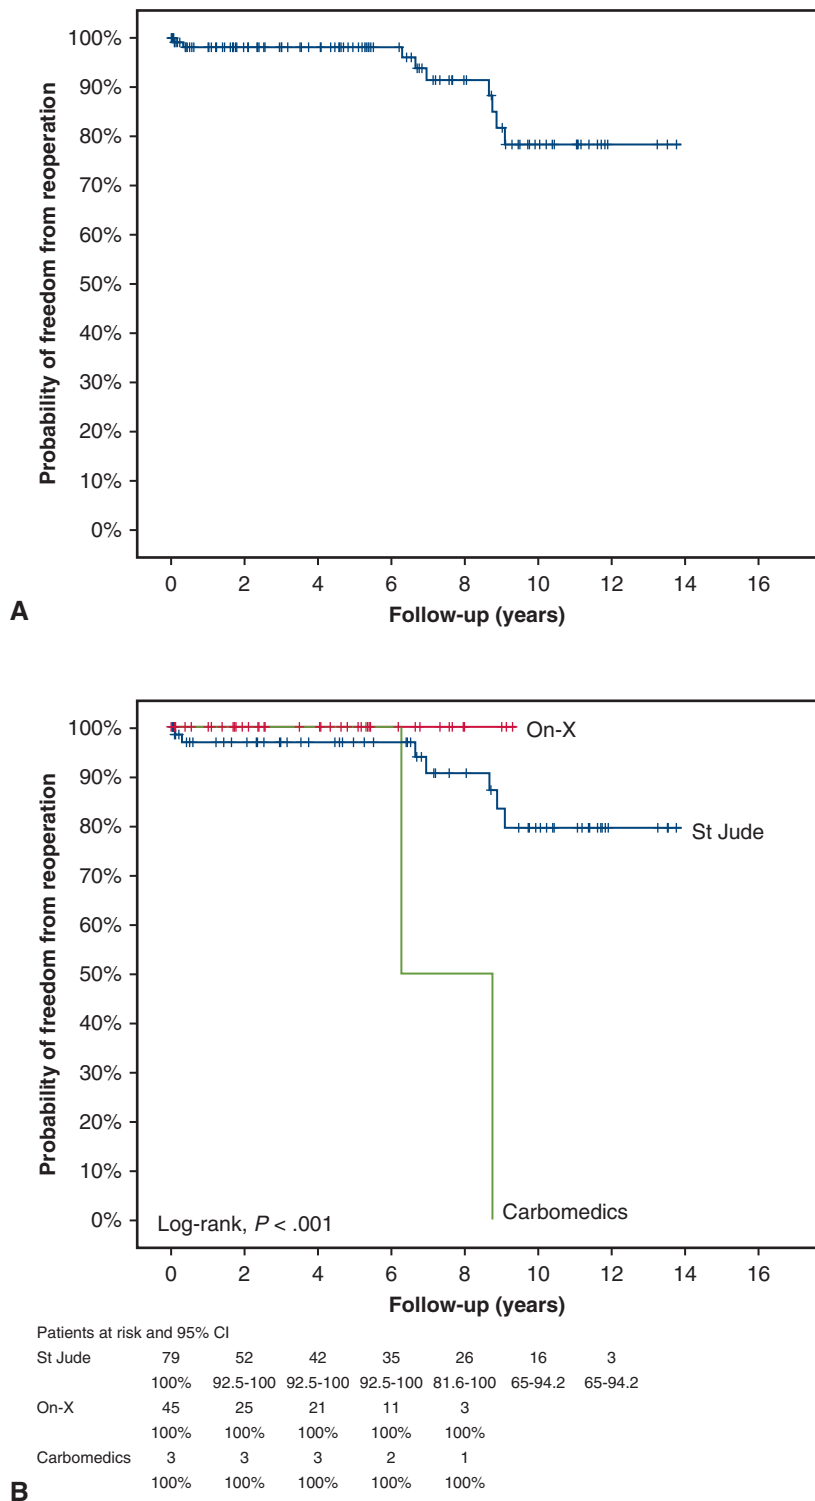 Probability of freedom from reoperation
100%
90%
80%
70%
60%
50%
40%
30%
20%
10%
0%
0 2 4 6 8 10 12 14 16
Follow-up (years)
A
Probability of freedom from reoperation
100%
90%
80%
70%
60%
50%
40%
30%
20%
10%
0%
On-X
St Jude
Carbomedics
Log-rank, P < .001
0 2 4 6 8 10 12 14 16
Follow-up (years)
Patients at risk and 95% CI
St Jude 79 52 42 35 26 16 3
100% 92.5-100 92.5-100 92.5-100 81.6-100 65-94.2 65-94.2
On-X 45 25 21 11 3
100% 100% 100% 100% 100%
Carbomedics 3 3 3 2 1
100% 100% 100% 100% 100%
B